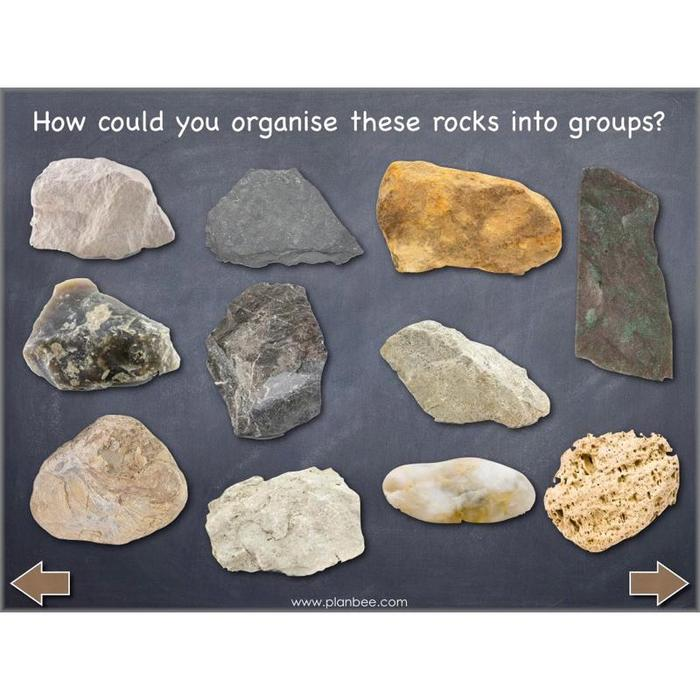 How could you organise these rocks into groups?
www.planbee.com